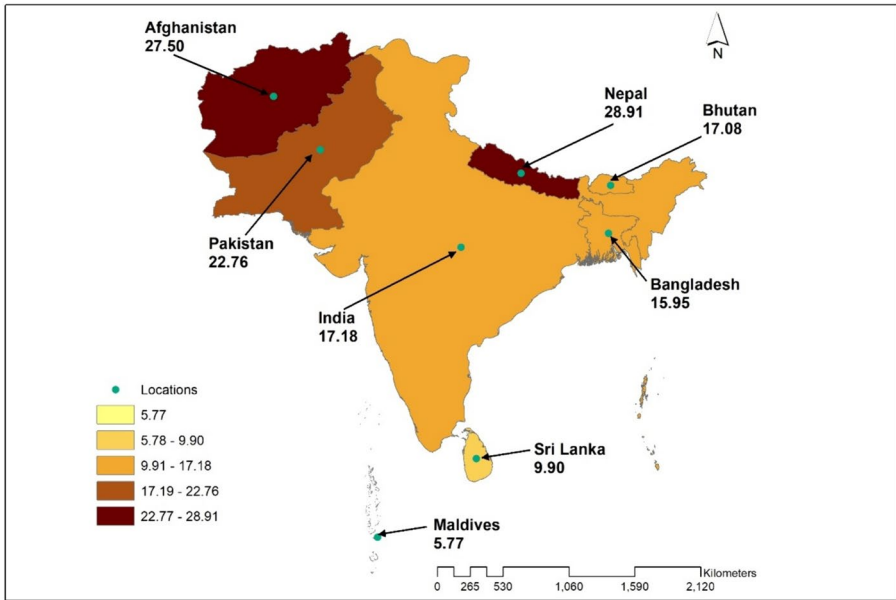 Afghanistan
27.50
N
Nepal
28.91
Bhutan
17.08
Pakistan
22.76
Bangladesh
15.95
India
17.18
Locations
5.77
5.78 - 9.90
9.91 - 17.18
17.19 - 22.76
22.77 - 28.91
Sri Lanka
9.90
Maldives
5.77
Kilometers
0 265 530 1,060 1,590 2,120